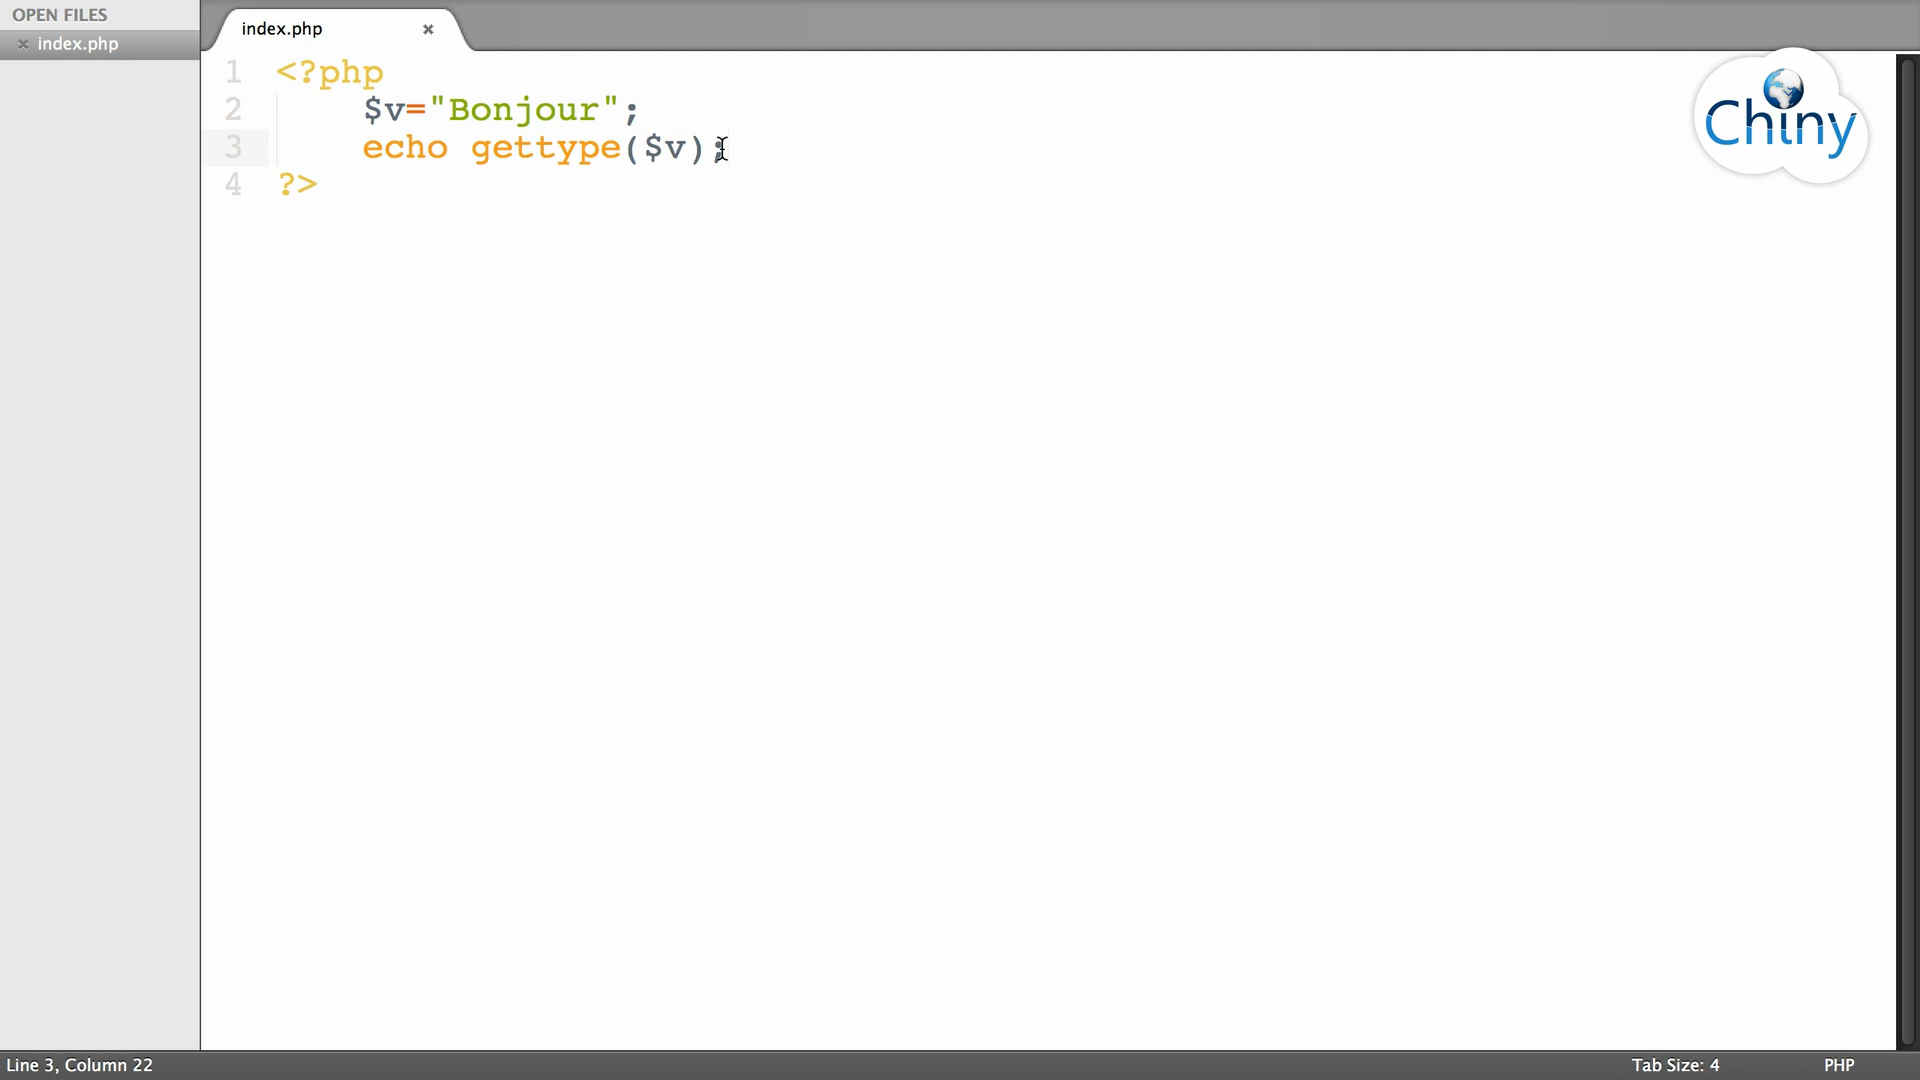 OPEN FILES
index.php
index.php
1 <?php
2 $v="Bonjour";
3 echo gettype($v);
4 ?>
Chiny
Line 3, Column 22
Tab Size: 4
PHP